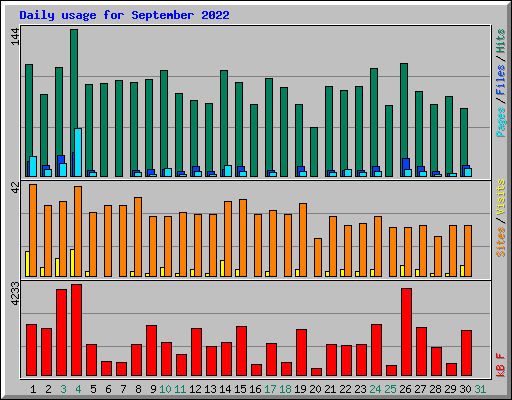 Daily usage for September 2022
144
42
4233
Pages/Files/Hits
Sites/Visits
kB F
1 2 3 4 5 6 7 8 9 10 11 12 13 14 15 16 17 18 19 20 21 22 23 24 25 26 27 28 29 30 31